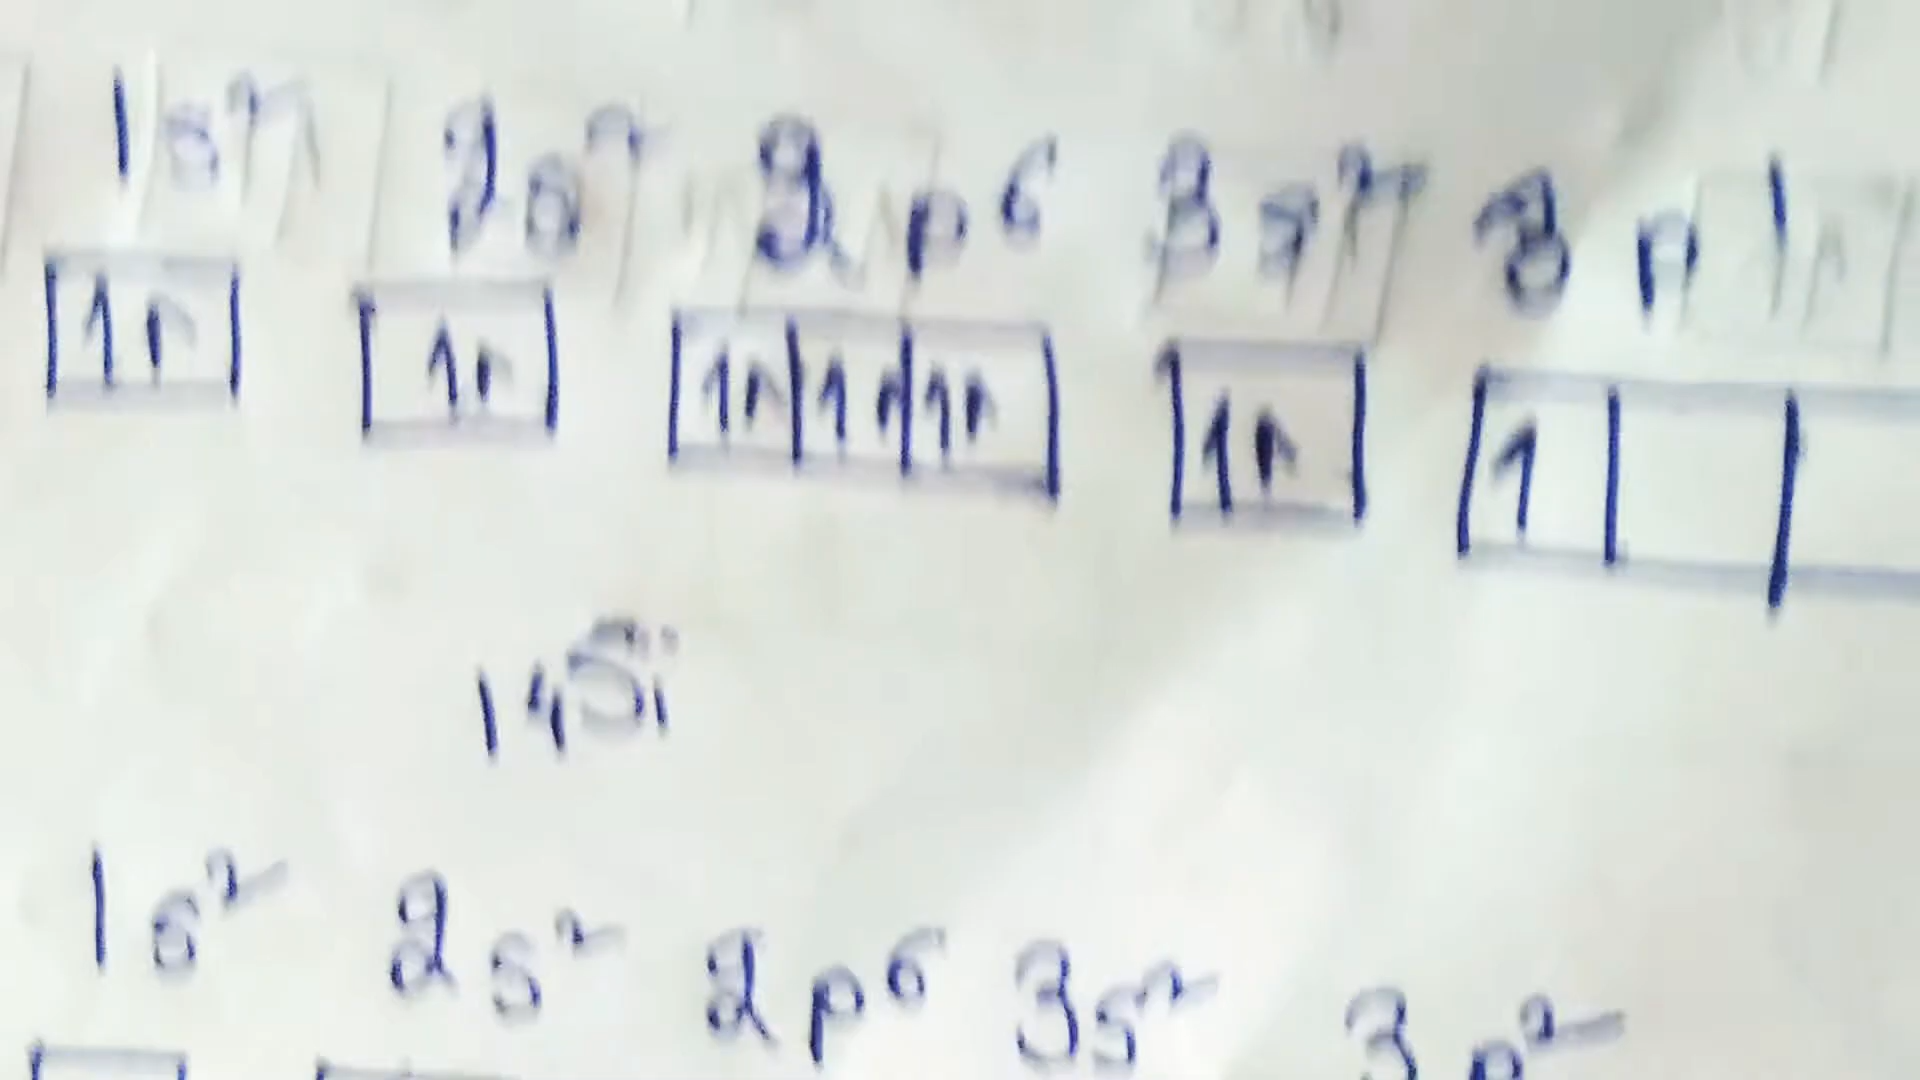 1s² 2s² 2p⁶ 3s² 3p¹
14Si
1s² 2s² 2p⁶ 3s² 3p²